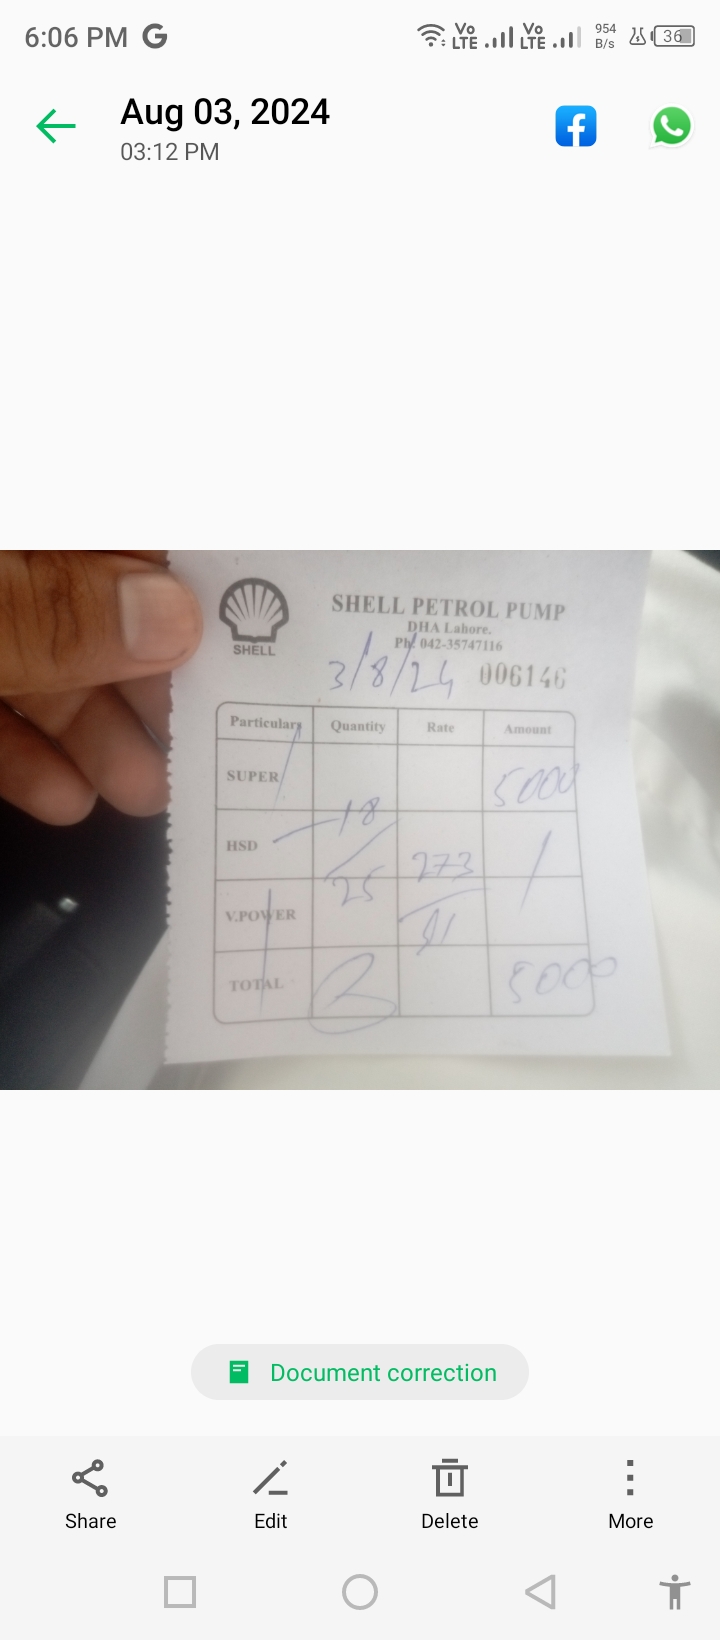 6:06 PM G Vo LTE Vo LTE 954 B/s 36
Aug 03, 2024
03:12 PM
SHELL
SHELL PETROL PUMP
DHA Lahore.
Ph: 042-35747116
3/8/24 006146
Particulars Quantity Rate Amount
SUPER 5000
18
HSD 273
25
V.POWER 91
TOTAL 5000
Document correction
Share Edit Delete More